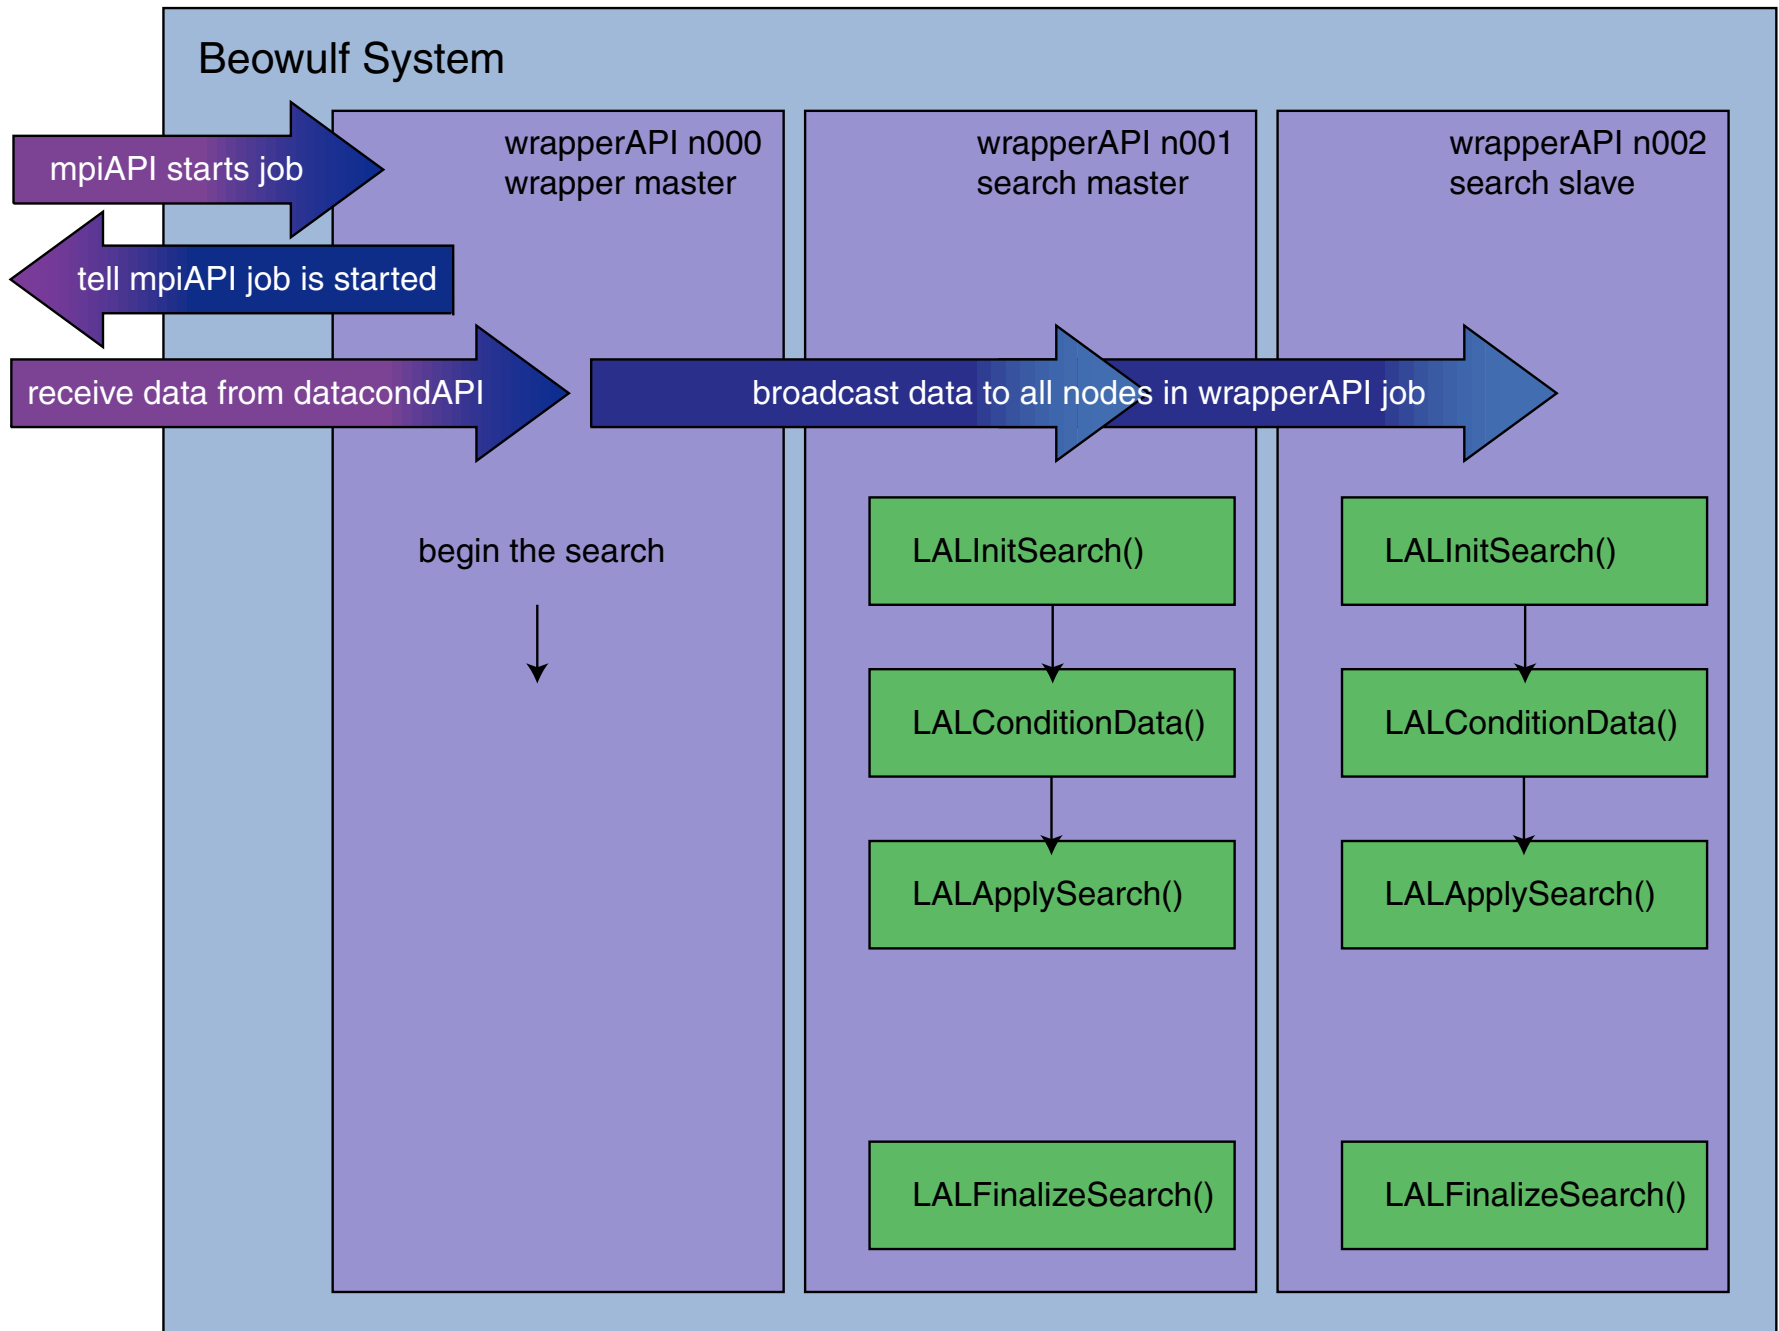 Beowulf System
mpiAPI starts job
wrapperAPI n000
wrapper master
wrapperAPI n001
search master
wrapperAPI n002
search slave
tell mpiAPI job is started
receive data from datacondAPI
broadcast data to all nodes in wrapperAPI job
begin the search
LALInitSearch()
LALInitSearch()
LALConditionData()
LALConditionData()
LALApplySearch()
LALApplySearch()
LALFinalizeSearch()
LALFinalizeSearch()